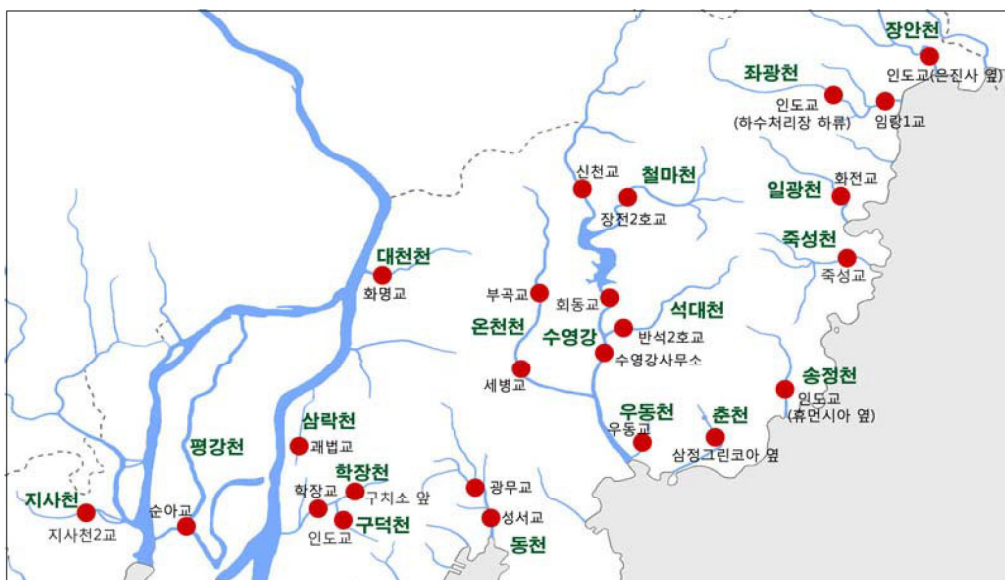 장안천
인도교(은진사 옆)
좌광천
인도교
(하수처리장 하류)
임랑1교
신천교
철마천
장전2호교
화전교
일광천
죽성천
죽성교
대천천
화명교
부곡교
회동교
석대천
온천천
수영강
반석2호교
수영강사무소
세병교
송정천
인도교
(휴먼시아 옆)
우동천
우동교
춘천
삼정그린코아 옆
삼락천
괘법교
평강천
학장천
학장교
구치소 앞
구덕천
인도교
광무교
성서교
동천
지사천
지사천2교
순아교